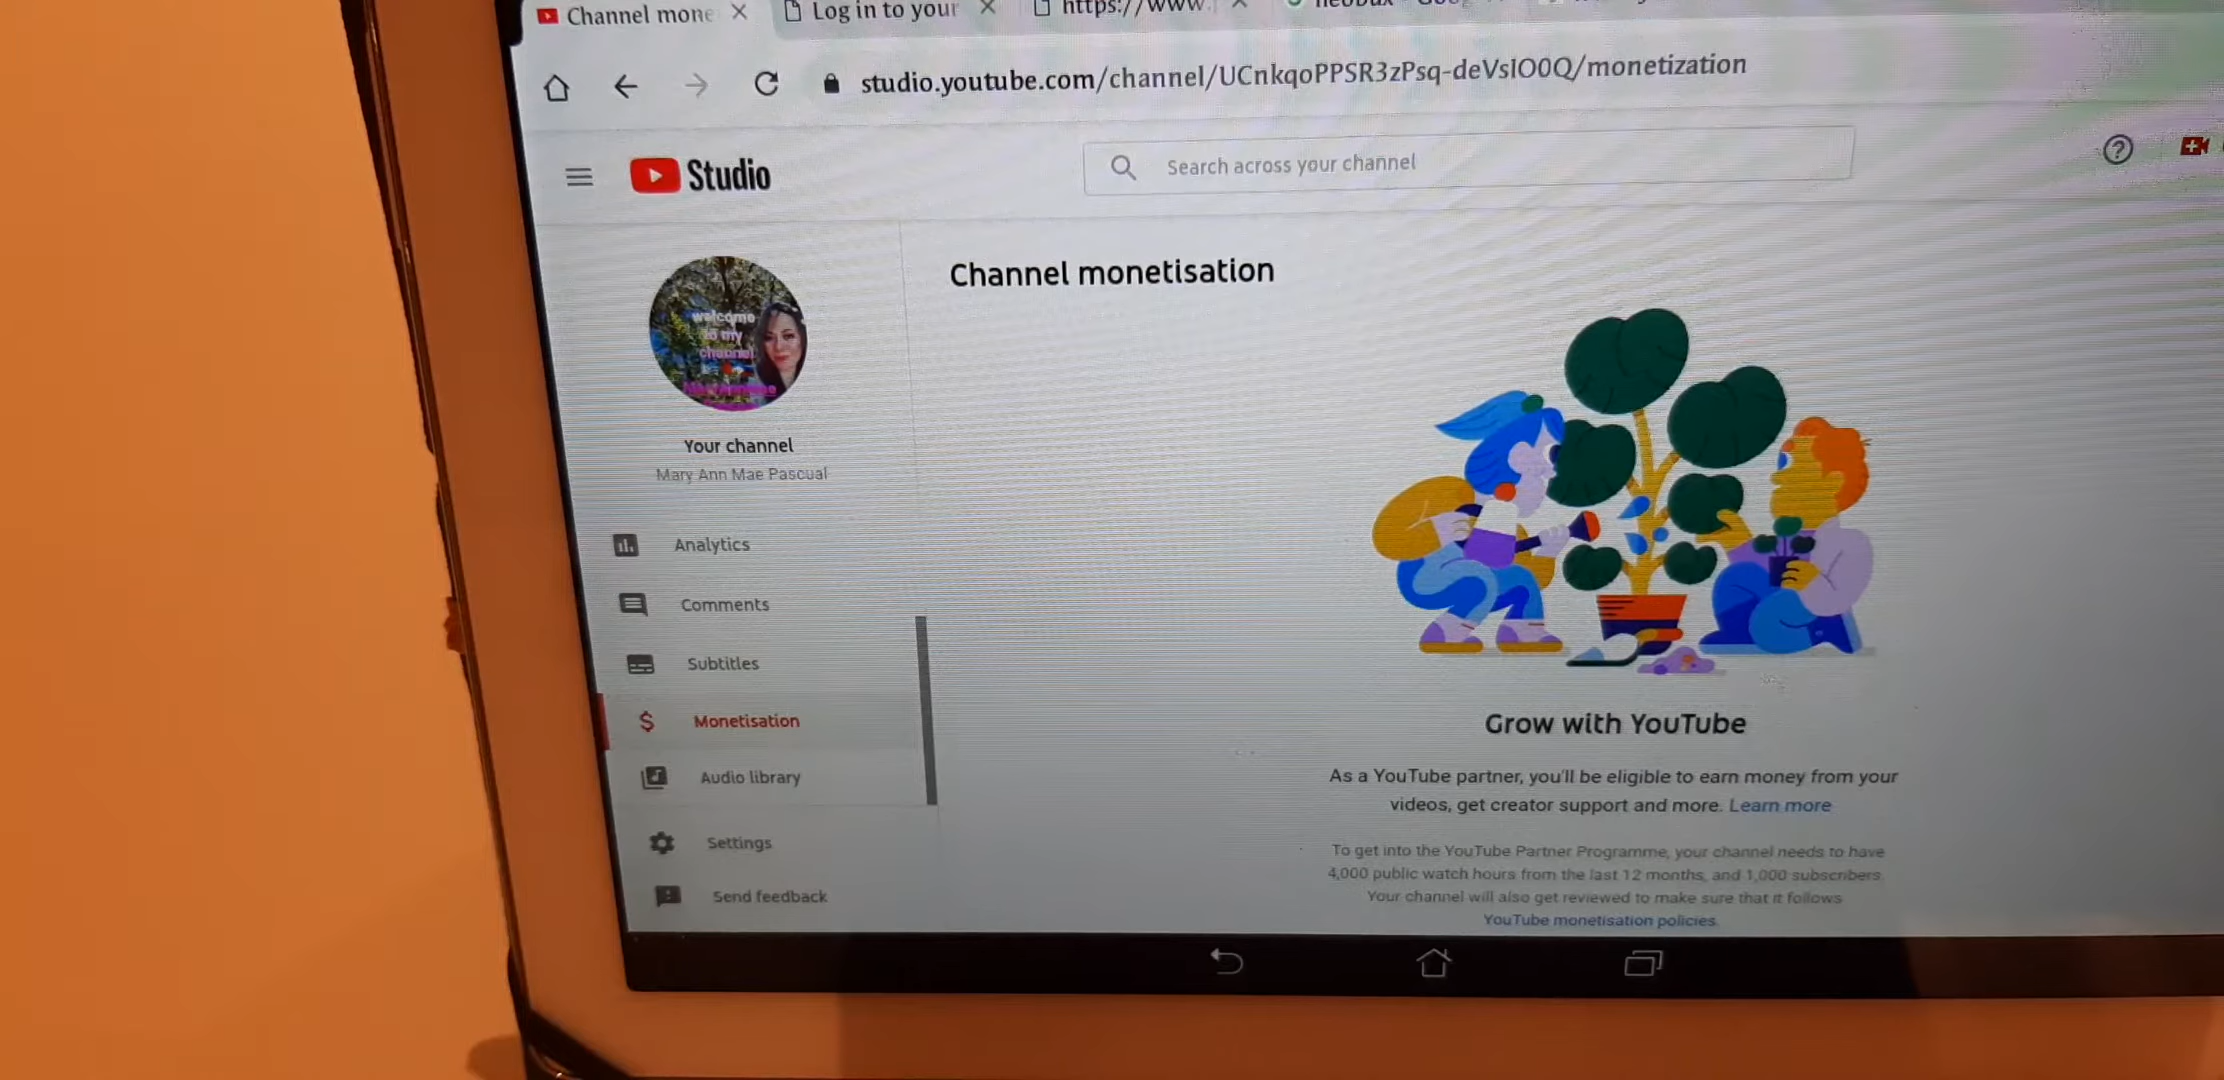 Channel mone
Log in to your
https://www.
studio.youtube.com/channel/UCnkqoPPSR3zPsq-deVslO0Q/monetization
Studio
Search across your channel
Channel monetisation
welcome
to my
channel
Your channel
Mary Ann Mae Pascual
Analytics
Comments
Subtitles
Monetisation
Audio library
Settings
Send feedback
Grow with YouTube
As a YouTube partner, you'll be eligible to earn money from your
videos, get creator support and more. Learn more
To get into the YouTube Partner Programme, your channel needs to have
4,000 public watch hours from the last 12 months, and 1,000 subscribers.
Your channel will also get reviewed to make sure that it follows
YouTube monetisation policies.